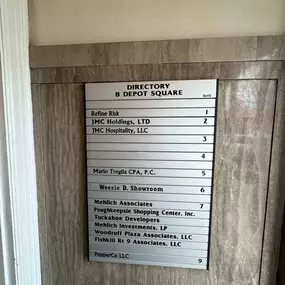 DIRECTORY
8 DEPOT SQUARE
Refine Risk 1
JMC Holdings, LTD 2
JMC Hospitality, LLC
3
4
Mario Treglia CPA, P.C. 5
Weezie D. Showroom 6
Mehlich Associates 7
Poughkeepsie Shopping Center, Inc.
Tuckahoe Developers
Mehlich Investments, LP
Woodruff Plaza Associates, LLC
Fishkill Rt 9 Associates, LLC
PepperCo LLC 9